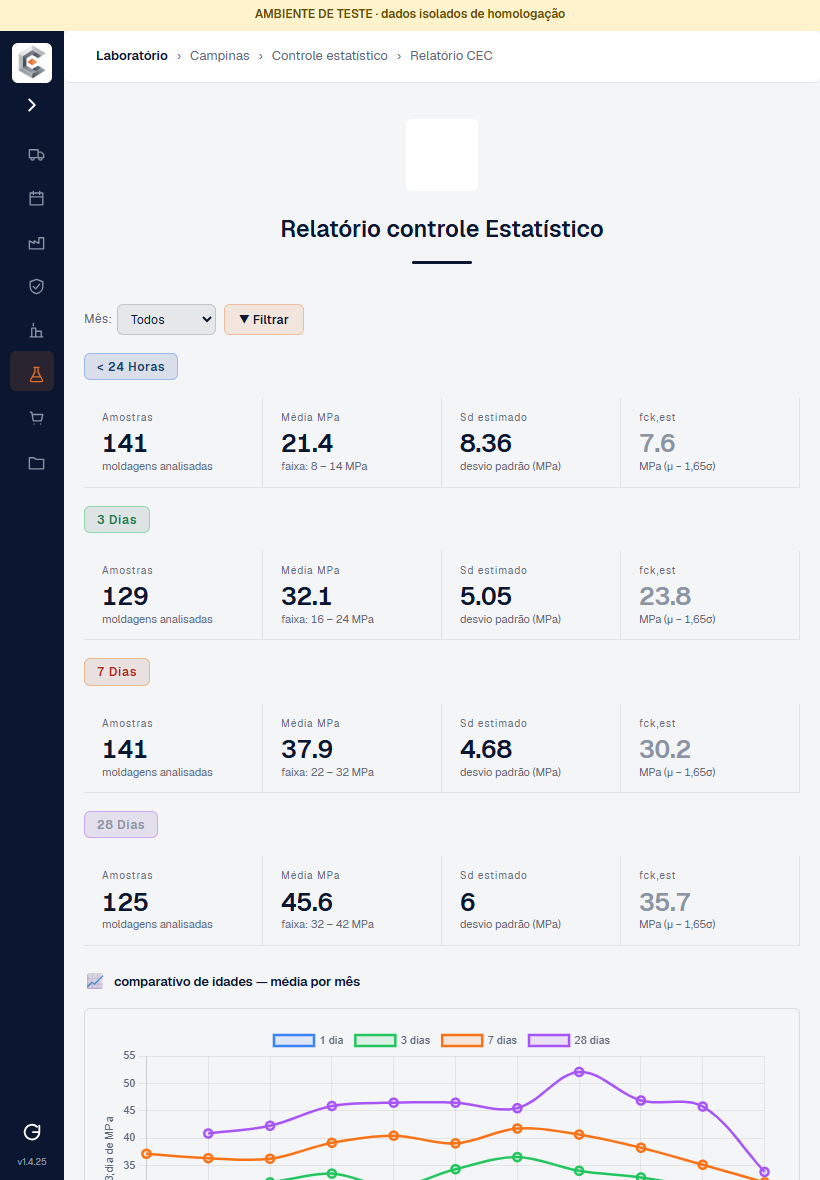 AMBIENTE DE TESTE · dados isolados de homologação
Laboratório › Campinas › Controle estatístico › Relatório CEC
Relatório controle Estatístico
Mês: Todos ▼ Filtrar
< 24 Horas
Amostras Média MPa Sd estimado fck,est
141 21.4 8.36 7.6
moldagens analisadas faixa: 8 – 14 MPa desvio padrão (MPa) MPa (μ – 1,65σ)
3 Dias
Amostras Média MPa Sd estimado fck,est
129 32.1 5.05 23.8
moldagens analisadas faixa: 16 – 24 MPa desvio padrão (MPa) MPa (μ – 1,65σ)
7 Dias
Amostras Média MPa Sd estimado fck,est
141 37.9 4.68 30.2
moldagens analisadas faixa: 22 – 32 MPa desvio padrão (MPa) MPa (μ – 1,65σ)
28 Dias
Amostras Média MPa Sd estimado fck,est
125 45.6 6 35.7
moldagens analisadas faixa: 32 – 42 MPa desvio padrão (MPa) MPa (μ – 1,65σ)
comparativo de idades — média por mês
1 dia 3 dias 7 dias 28 dias
55
50
45
40
35
dia de MPa
v1.4.25